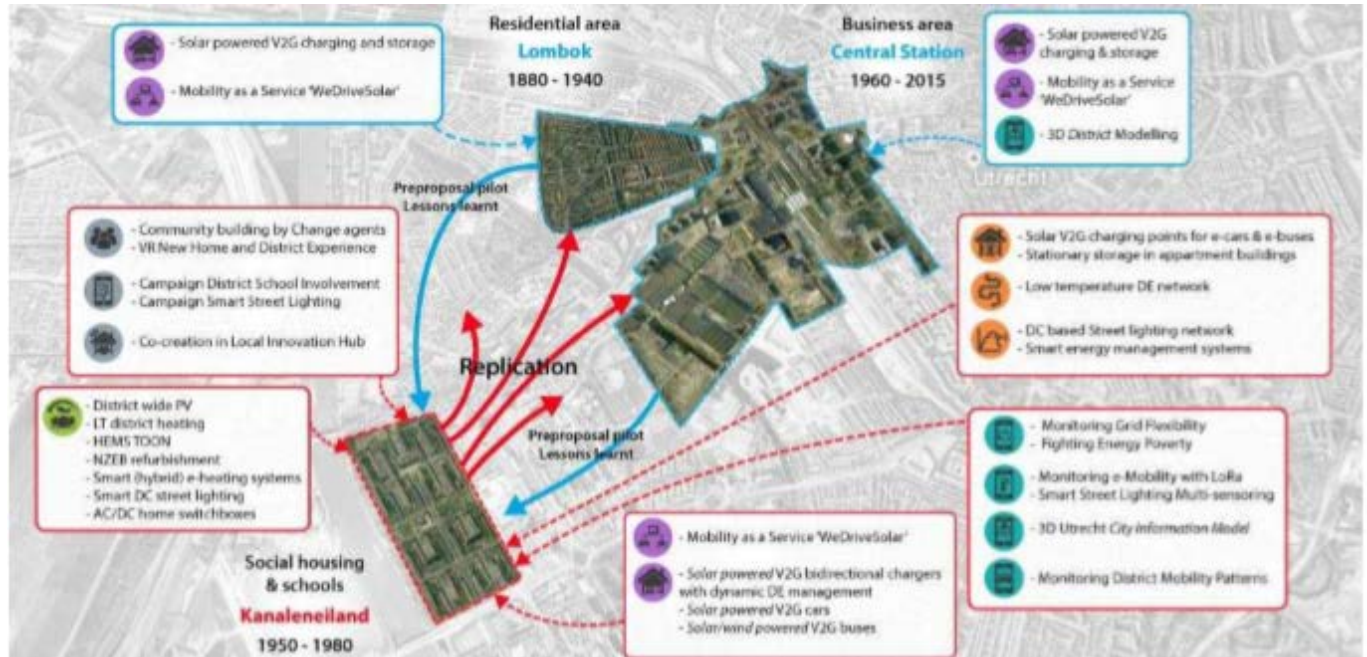 Residential area
Lombok
1880 - 1940
Business area
Central Station
1960 - 2015
- Solar powered V2G charging and storage
- Mobility as a Service 'WeDriveSolar'
- Solar powered V2G
charging & storage
- Mobility as a Service
'WeDriveSolar'
- 3D District Modelling
Utrecht
Preproposal pilot
Lessons learnt
- Community building by Change agents
- VR New Home and District Experience
- Campaign District School Involvement
- Campaign Smart Street Lighting
- Co-creation in Local Innovation Hub
- Solar V2G charging points for e-cars & e-buses
- Stationary storage in appartment buildings
- Low temperature DE network
- DC based Street lighting network
- Smart energy management systems
Replication
- District wide PV
- LT district heating
- HEMS TOON
- NZEB refurbishment
- Smart (hybrid) e-heating systems
- Smart DC street lighting
- AC/DC home switchboxes
Preproposal pilot
Lessons learnt
- Monitoring Grid Flexibility
- Fighting Energy Poverty
- Monitoring e-Mobility with LoRa
- Smart Street Lighting Multi-sensoring
- 3D Utrecht City Information Model
- Monitoring District Mobility Patterns
- Mobility as a Service 'WeDriveSolar'
- Solar powered V2G bidirectional chargers
with dynamic DE management
- Solar powered V2G cars
- Solar/wind powered V2G buses
Social housing
& schools
Kanaleneiland
1950 - 1980